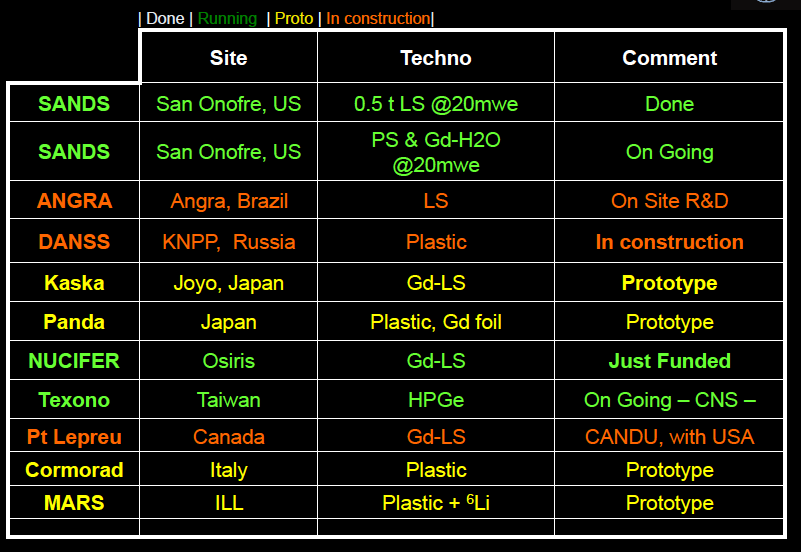 | Done | Running | Proto | In construction|
Site Techno Comment
SANDS San Onofre, US 0.5 t LS @20mwe Done
SANDS San Onofre, US PS & Gd-H2O @20mwe On Going
ANGRA Angra, Brazil LS On Site R&D
DANSS KNPP, Russia Plastic In construction
Kaska Joyo, Japan Gd-LS Prototype
Panda Japan Plastic, Gd foil Prototype
NUCIFER Osiris Gd-LS Just Funded
Texono Taiwan HPGe On Going – CNS –
Pt Lepreu Canada Gd-LS CANDU, with USA
Cormorad Italy Plastic Prototype
MARS ILL Plastic + ⁶Li Prototype